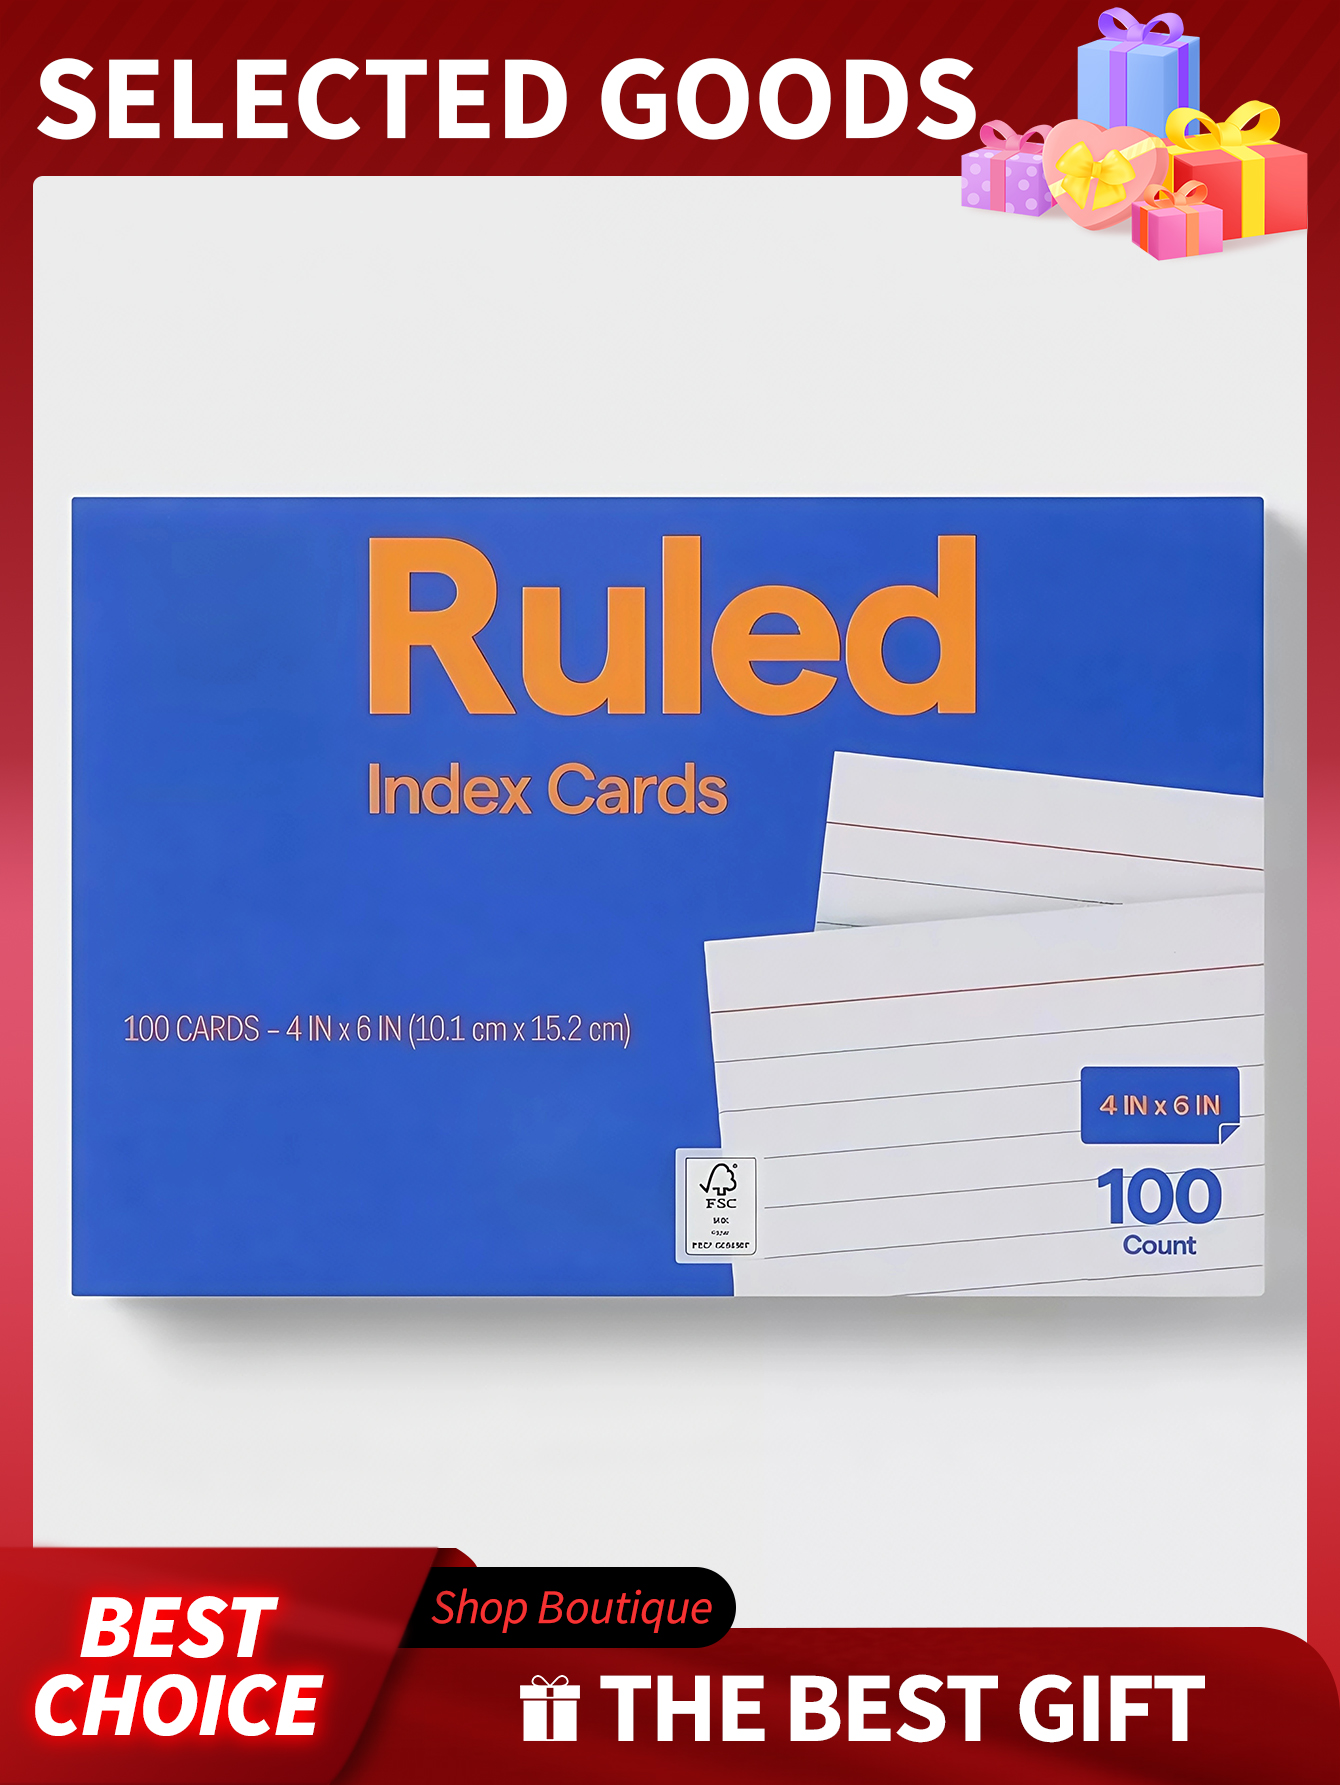 SELECTED GOODS
Ruled
Index Cards
100 CARDS – 4 IN x 6 IN (10.1 cm x 15.2 cm)
4 IN x 6 IN
100
Count
FSC
BEST
CHOICE
Shop Boutique
THE BEST GIFT